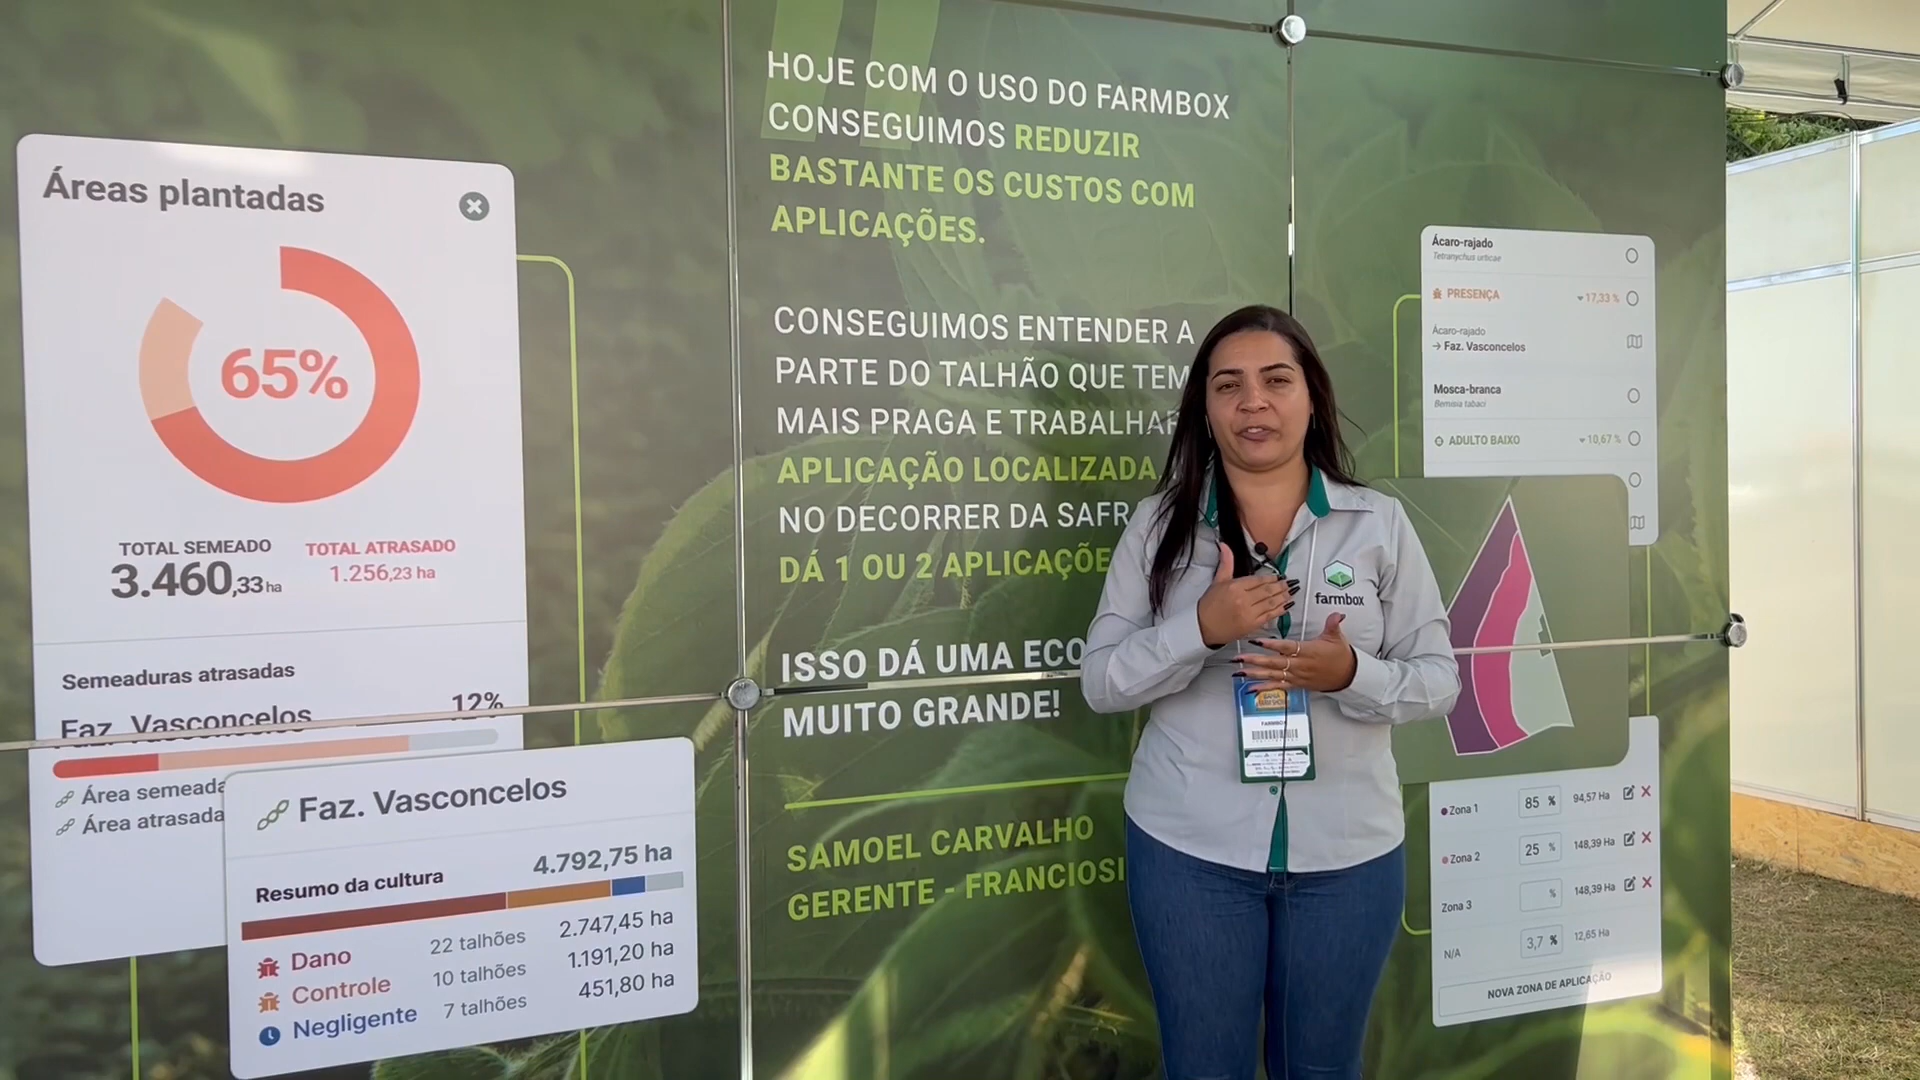 Áreas plantadas
65%
TOTAL SEMEADO
3.460,33 ha
TOTAL ATRASADO
1.256,23 ha
Semeaduras atrasadas
Faz. Vasconcelos
12%
Área semeada
Área atrasada
Faz. Vasconcelos
Resumo da cultura
4.792,75 ha
Dano 22 talhões 2.747,45 ha
Controle 10 talhões 1.191,20 ha
Negligente 7 talhões 451,80 ha
HOJE COM O USO DO FARMBOX
CONSEGUIMOS REDUZIR
BASTANTE OS CUSTOS COM
APLICAÇÕES.
CONSEGUIMOS ENTENDER A
PARTE DO TALHÃO QUE TEM
MAIS PRAGA E TRABALHAR
APLICAÇÃO LOCALIZADA
NO DECORRER DA SAFR
DÁ 1 OU 2 APLICAÇÕE
ISSO DÁ UMA ECO
MUITO GRANDE!
SAMOEL CARVALHO
GERENTE - FRANCIOSI
farmbox
FARMBOX
Ácaro-rajado
Tetranychus urticae
PRESENÇA 17,33 %
Ácaro-rajado
→ Faz. Vasconcelos
Mosca-branca
Bemisia tabaci
ADULTO BAIXO 10,67 %
Zona 1 85 % 94,57 Ha
Zona 2 25 % 148,39 Ha
Zona 3 % 148,39 Ha
N/A 3,7 % 12,65 Ha
NOVA ZONA DE APLICAÇÃO